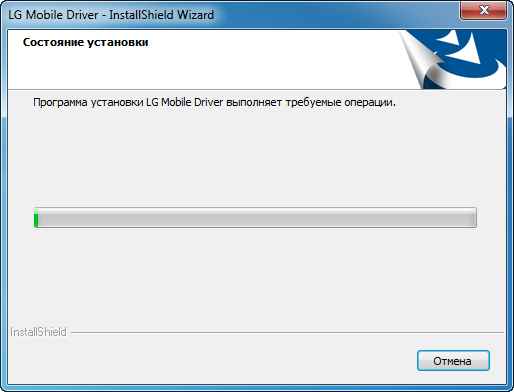 LG Mobile Driver - InstallShield Wizard
Состояние установки
Программа установки LG Mobile Driver выполняет требуемые операции.
InstallShield
Отмена